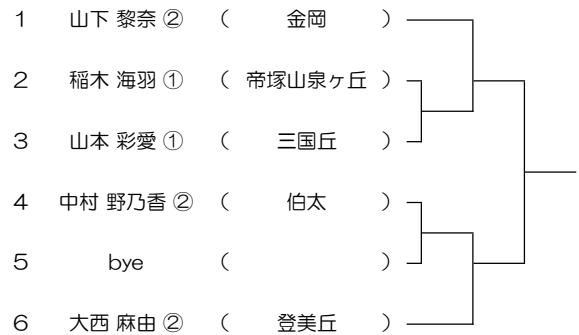 1 山下 黎奈 ② ( 金岡 )
2 稲木 海羽 ① ( 帝塚山泉ヶ丘 )
3 山本 彩愛 ① ( 三国丘 )
4 中村 野乃香 ② ( 伯太 )
5 bye ( )
6 大西 麻由 ② ( 登美丘 )